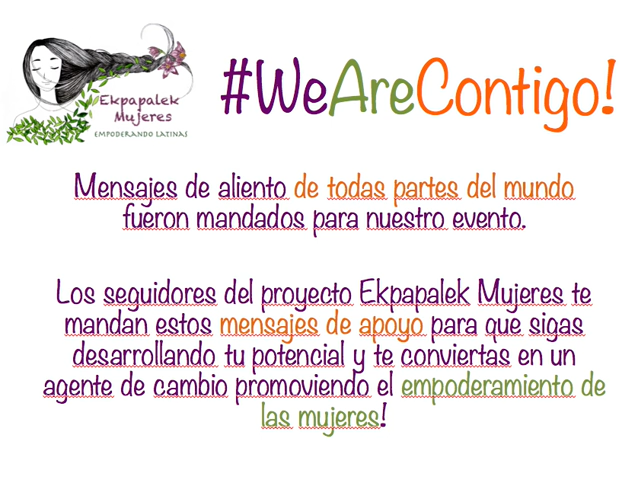 Ekpapalek
Mujeres
EMPODERANDO LATINAS
#WeAreContigo!
Mensajes de aliento de todas partes del mundo
fueron mandados para nuestro evento.
Los seguidores del proyecto Ekpapalek Mujeres te
mandan estos mensajes de apoyo para que sigas
desarrollando tu potencial y te conviertas en un
agente de cambio promoviendo el empoderamiento de
las mujeres!